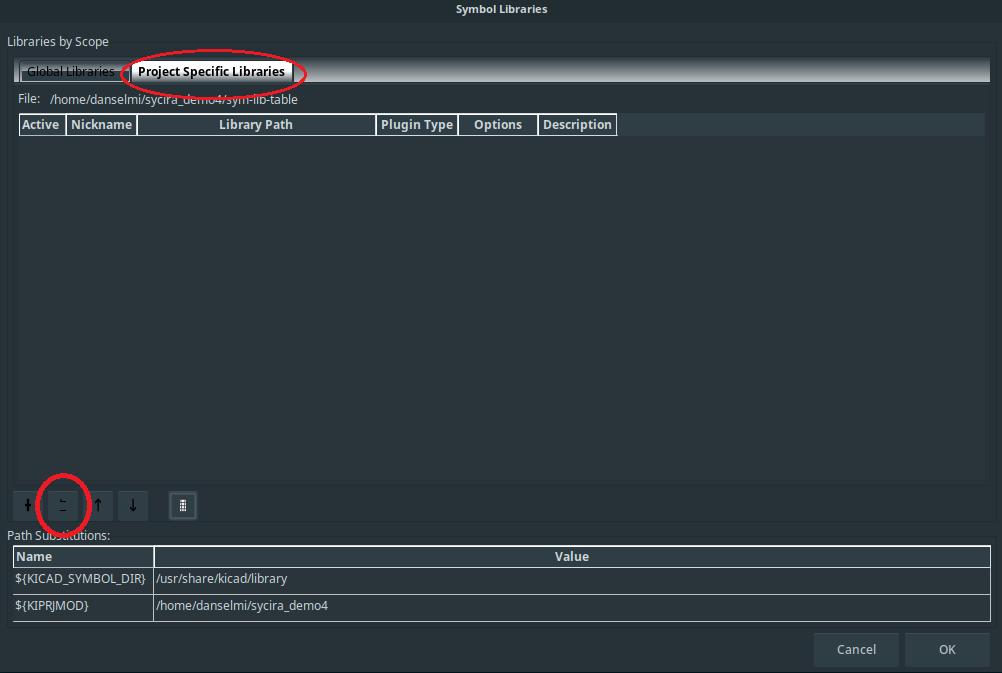 Symbol Libraries
Libraries by Scope
Global Libraries Project Specific Libraries
File: /home/danselmi/sycira_demo4/sym-lib-table
Active Nickname Library Path Plugin Type Options Description
Path Substitutions:
Name Value
${KICAD_SYMBOL_DIR} /usr/share/kicad/library
${KIPRJMOD} /home/danselmi/sycira_demo4
Cancel OK